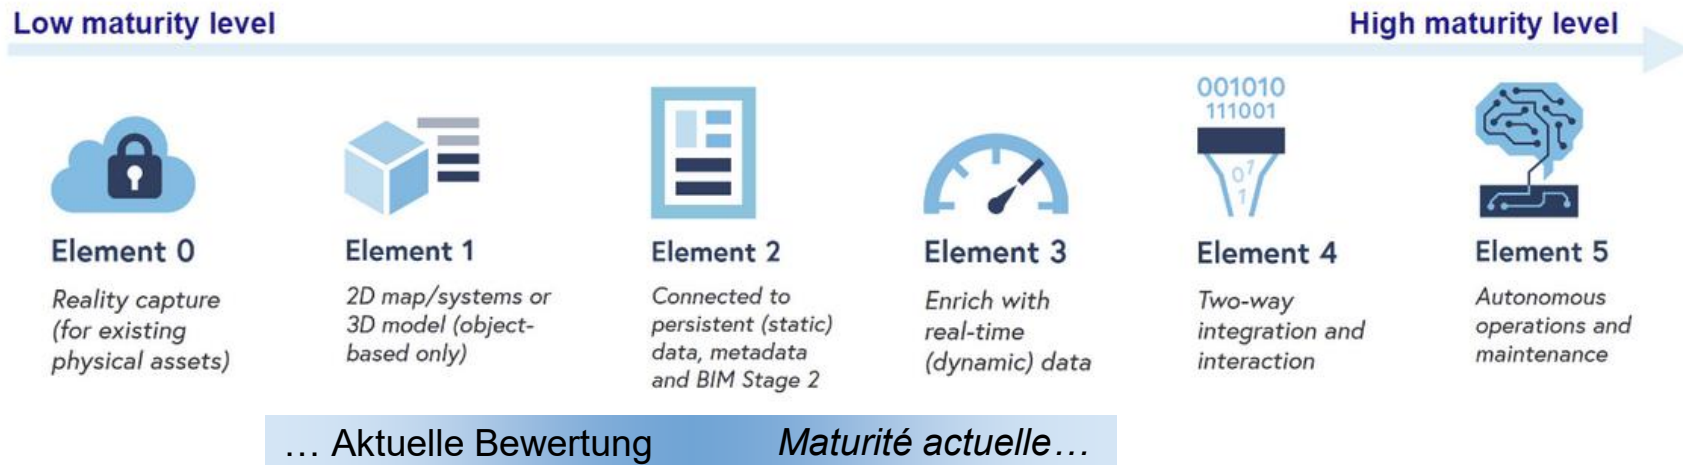 Low maturity level
High maturity level
001010
111001
01
1
Element 0
Reality capture
(for existing
physical assets)
Element 1
2D map/systems or
3D model (object-
based only)
Element 2
Connected to
persistent (static)
data, metadata
and BIM Stage 2
Element 3
Enrich with
real-time
(dynamic) data
Element 4
Two-way
integration and
interaction
Element 5
Autonomous
operations and
maintenance
… Aktuelle Bewertung
Maturité actuelle…